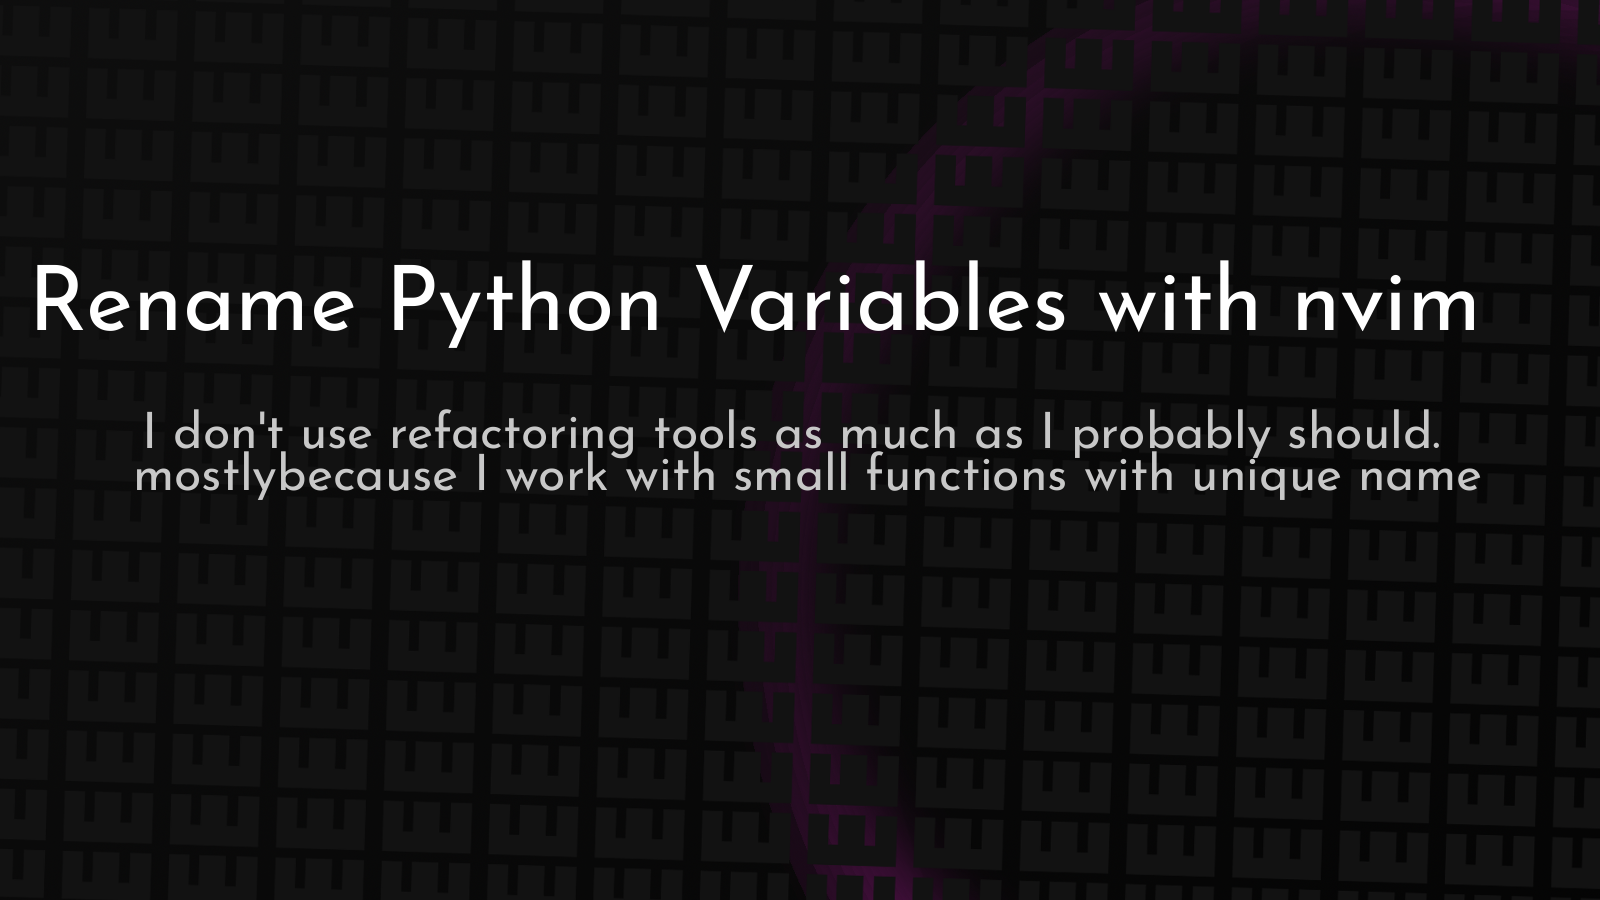 Rename Python Variables with nvim
I don't use refactoring tools as much as I probably should.
mostlybecause I work with small functions with unique name